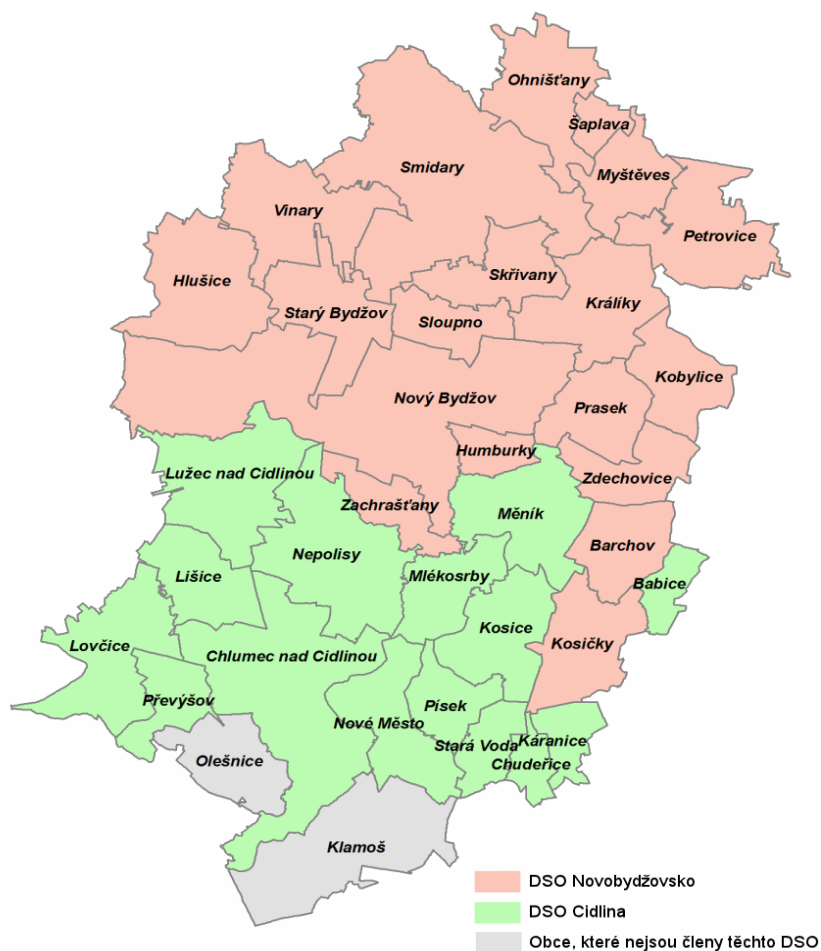 Ohnišťany
Šaplava
Smidary
Myštěves
Vinary
Petrovice
Skřivany
Hlušice
Králíky
Starý Bydžov
Sloupno
Kobylice
Nový Bydžov
Prasek
Humburky
Lužec nad Cidlinou
Zdechovice
Zachrašťany
Měník
Barchov
Nepolisy
Lišice
Mlékosrby
Babice
Kosice
Lovčice
Kosičky
Chlumec nad Cidlinou
Převýšov
Písek
Nové Město
Stará Voda
Káranice
Olešnice
Chudeřice
Klamoš
DSO Novobydžovsko
DSO Cidlina
Obce, které nejsou členy těchto DSO